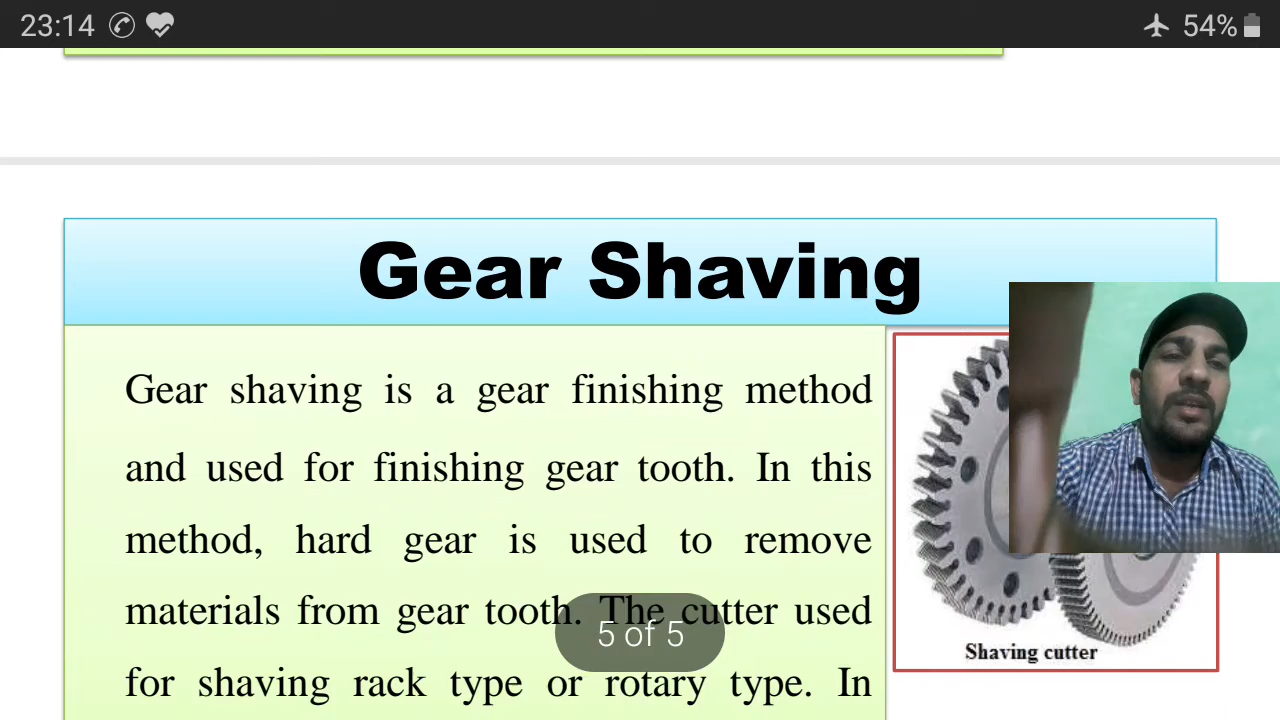 23:14
54%
Gear Shaving
Gear shaving is a gear finishing method
and used for finishing gear tooth. In this
method, hard gear is used to remove
materials from gear tooth. The cutter used
for shaving rack type or rotary type. In
5 of 5
Shaving cutter